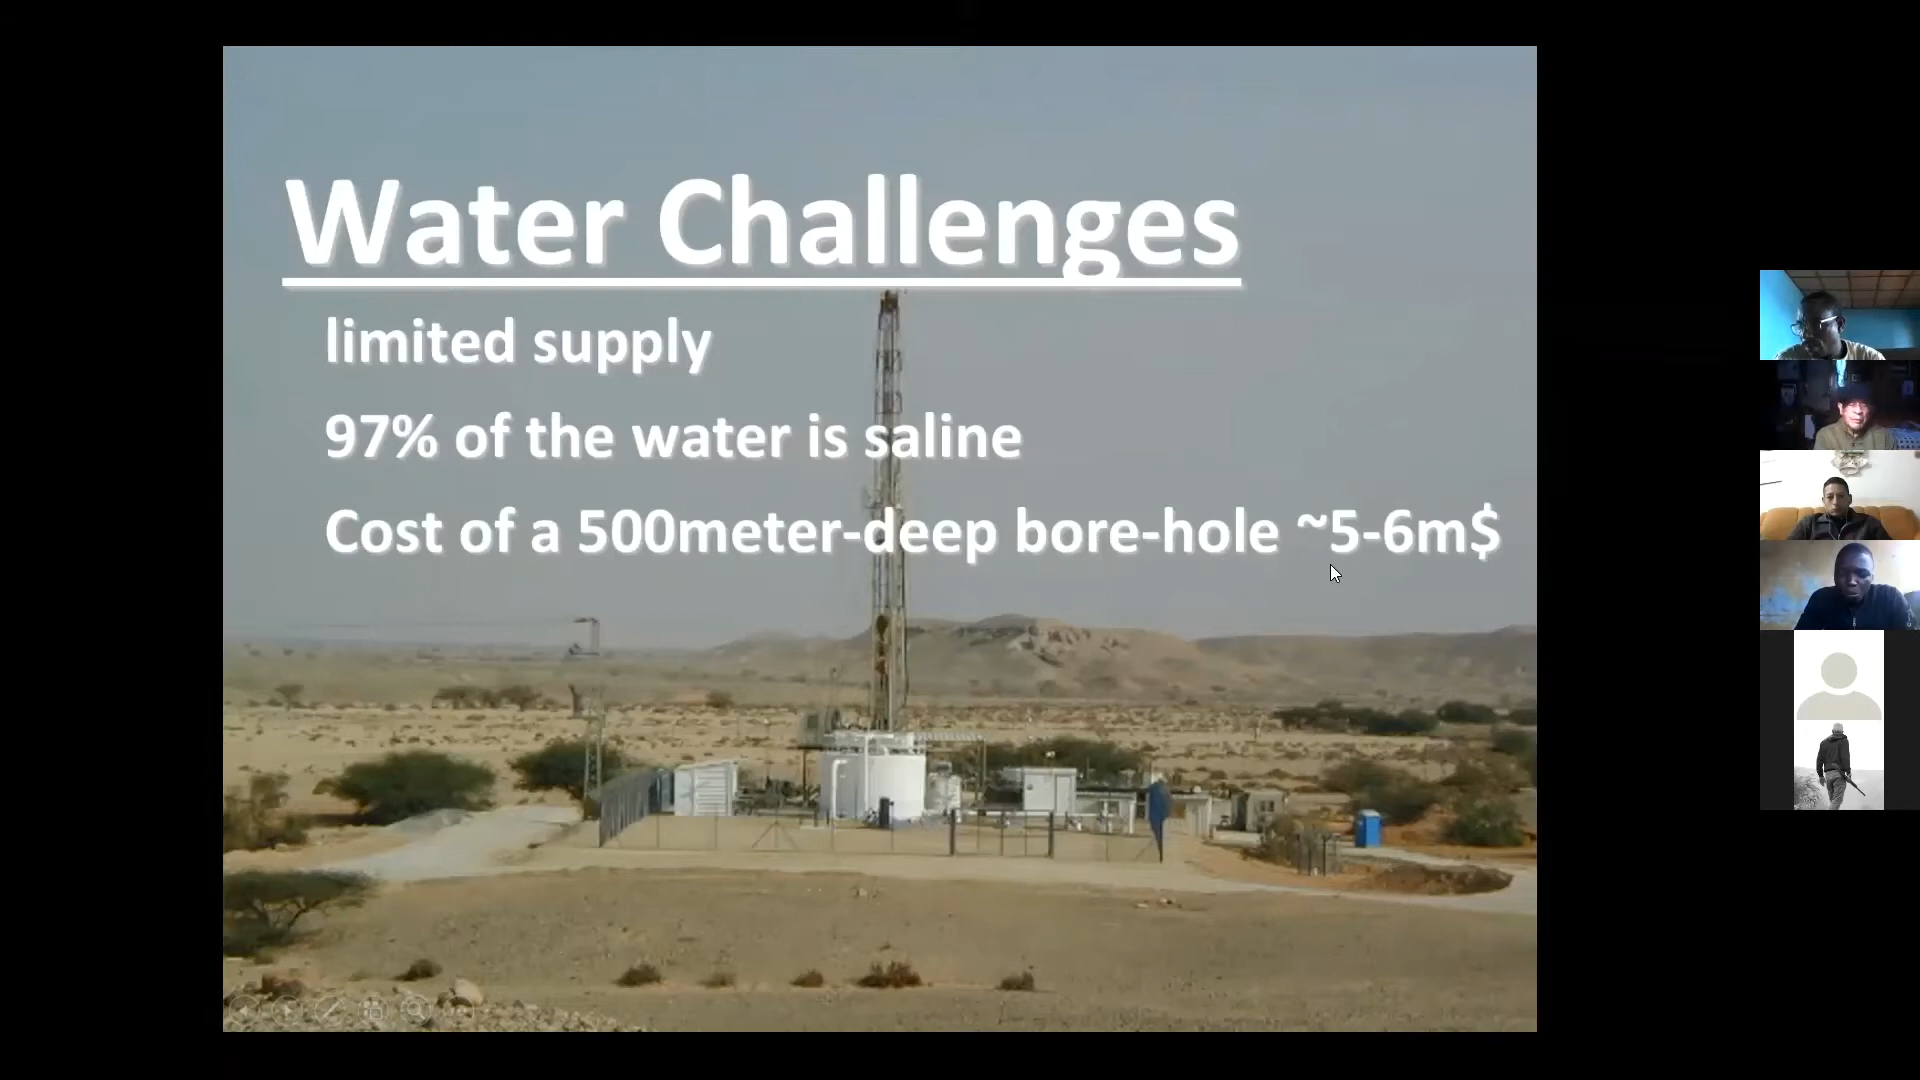 Water Challenges
limited supply
97% of the water is saline
Cost of a 500meter-deep bore-hole ~5-6m$